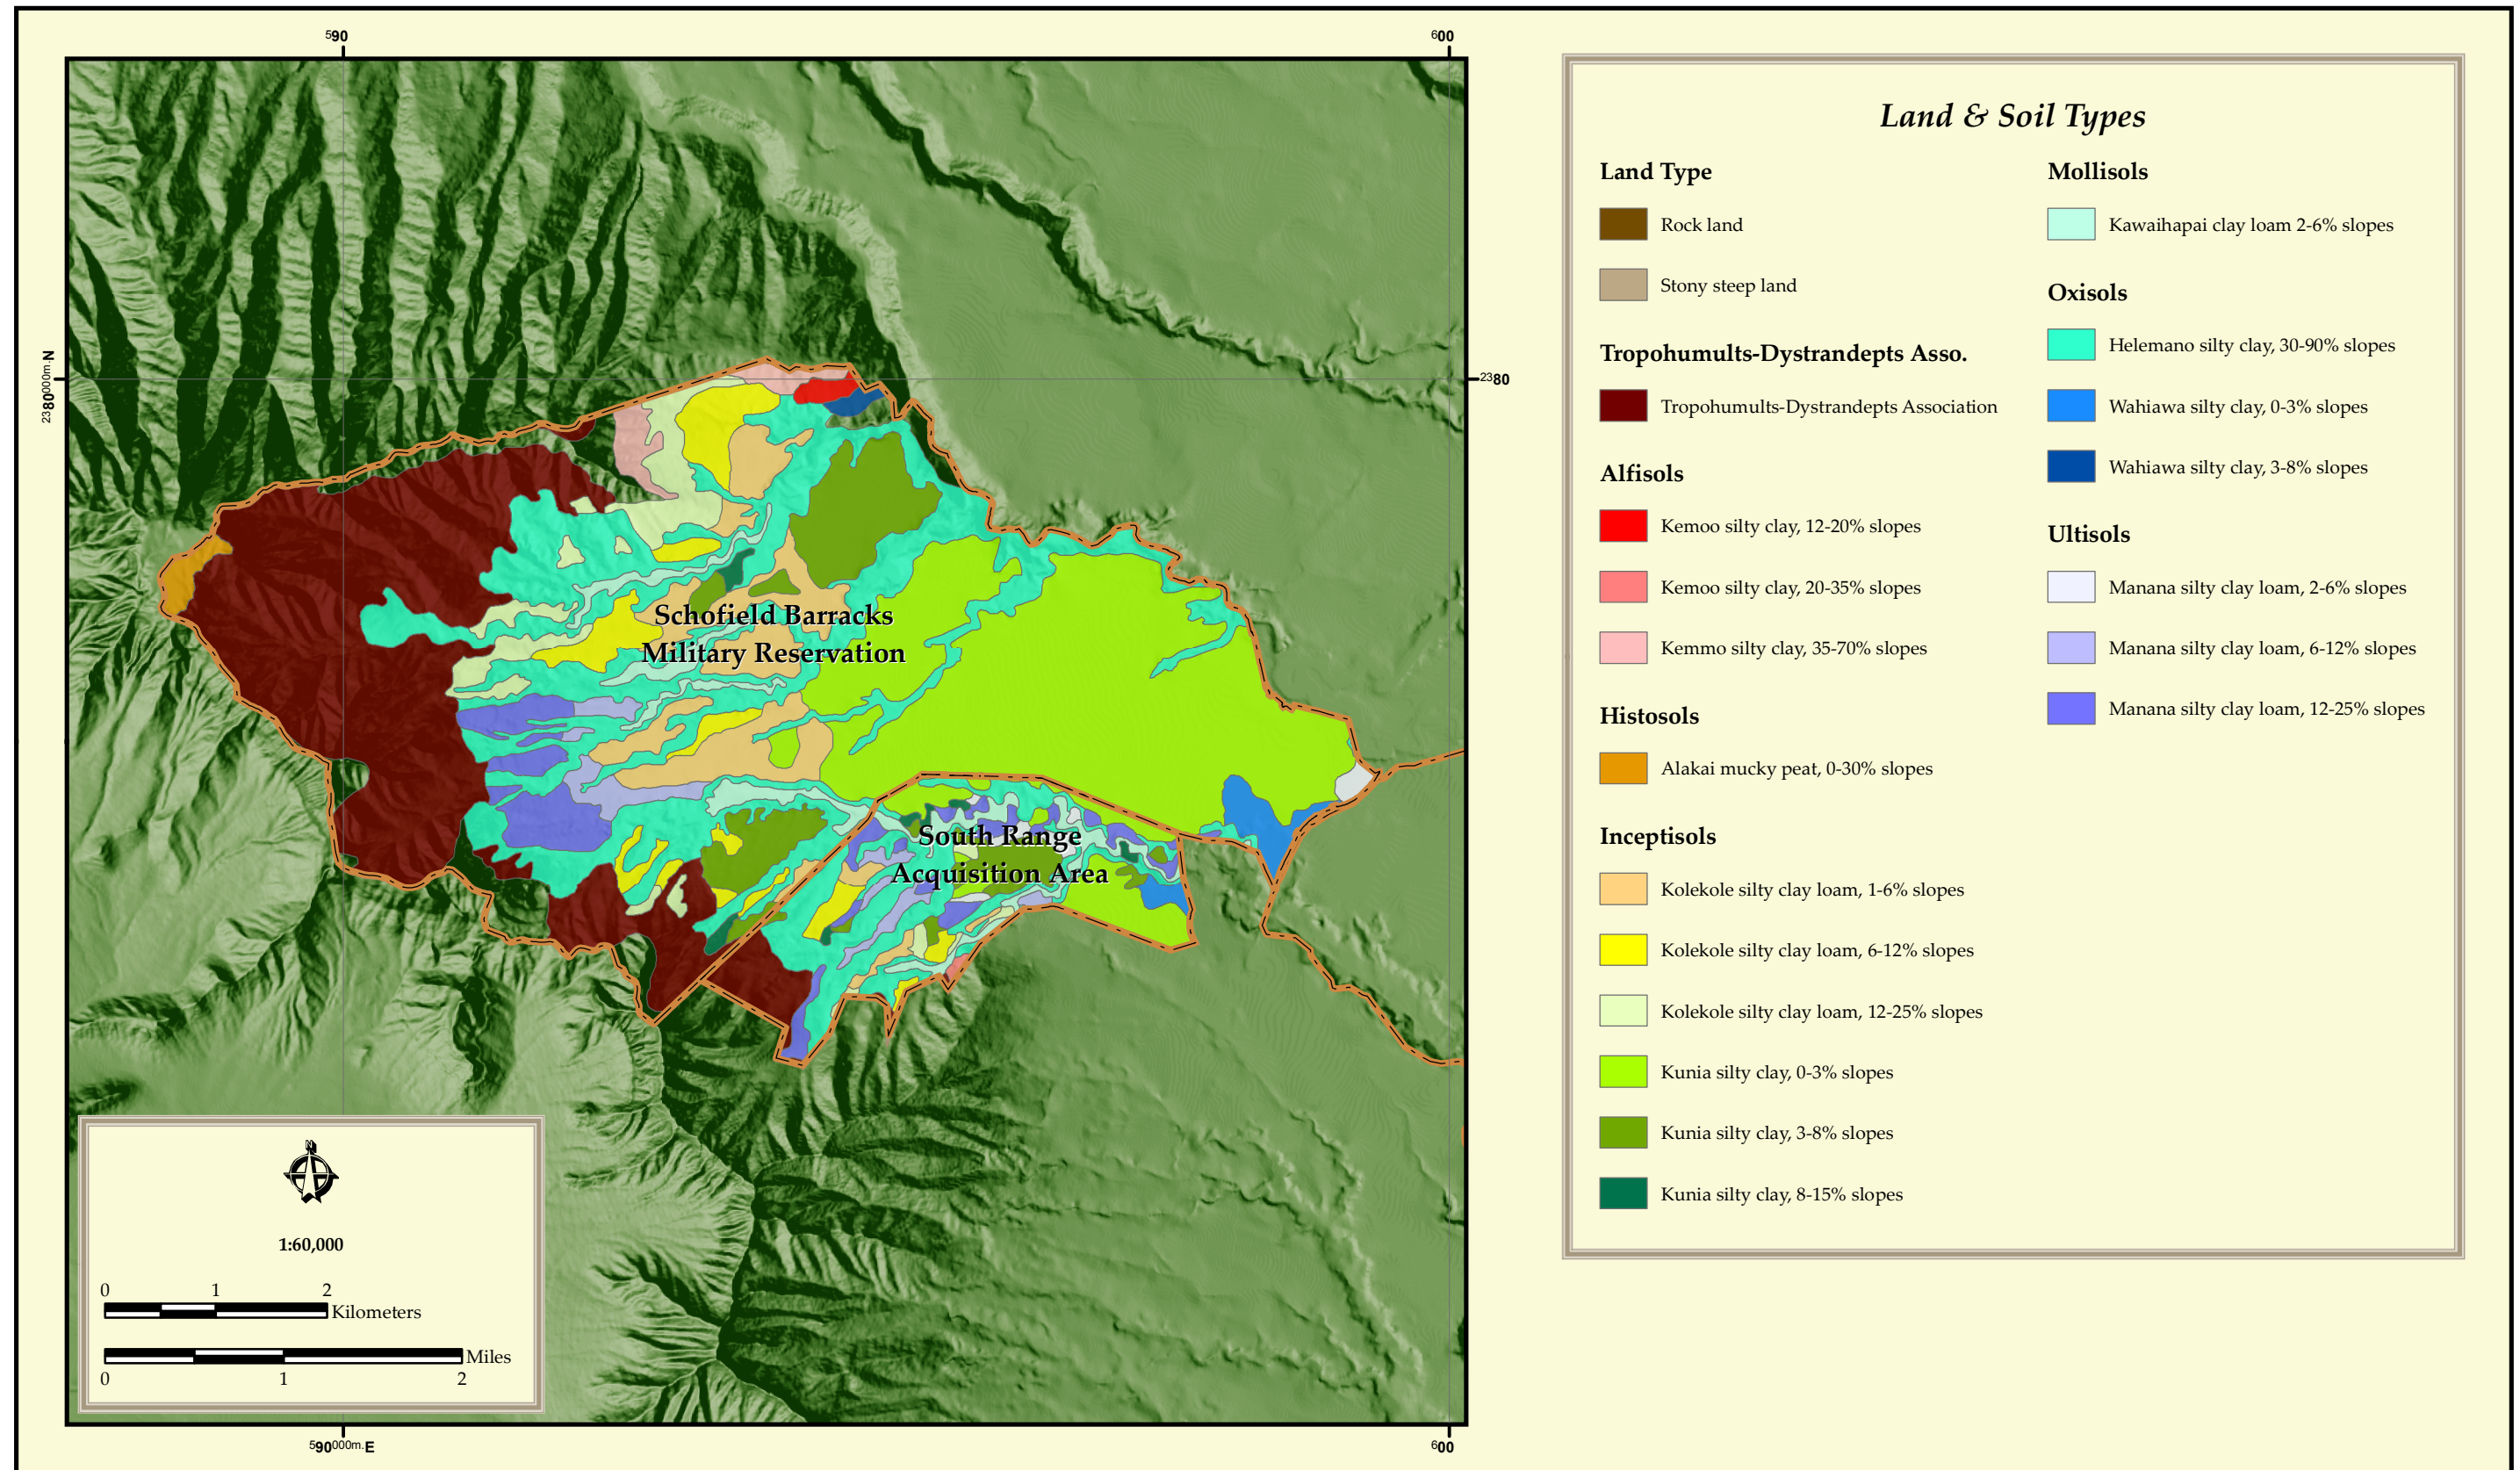 590
600
2380000m.N
2380
Schofield Barracks
Military Reservation
South Range
Acquisition Area
N
1:60,000
0 1 2
Kilometers
Miles
0 1 2
590000m.E
600
Land & Soil Types
Land Type
Rock land
Stony steep land
Tropohumults-Dystrandepts Asso.
Tropohumults-Dystrandepts Association
Alfisols
Kemoo silty clay, 12-20% slopes
Kemoo silty clay, 20-35% slopes
Kemmo silty clay, 35-70% slopes
Histosols
Alakai mucky peat, 0-30% slopes
Inceptisols
Kolekole silty clay loam, 1-6% slopes
Kolekole silty clay loam, 6-12% slopes
Kolekole silty clay loam, 12-25% slopes
Kunia silty clay, 0-3% slopes
Kunia silty clay, 3-8% slopes
Kunia silty clay, 8-15% slopes
Mollisols
Kawaihapai clay loam 2-6% slopes
Oxisols
Helemano silty clay, 30-90% slopes
Wahiawa silty clay, 0-3% slopes
Wahiawa silty clay, 3-8% slopes
Ultisols
Manana silty clay loam, 2-6% slopes
Manana silty clay loam, 6-12% slopes
Manana silty clay loam, 12-25% slopes